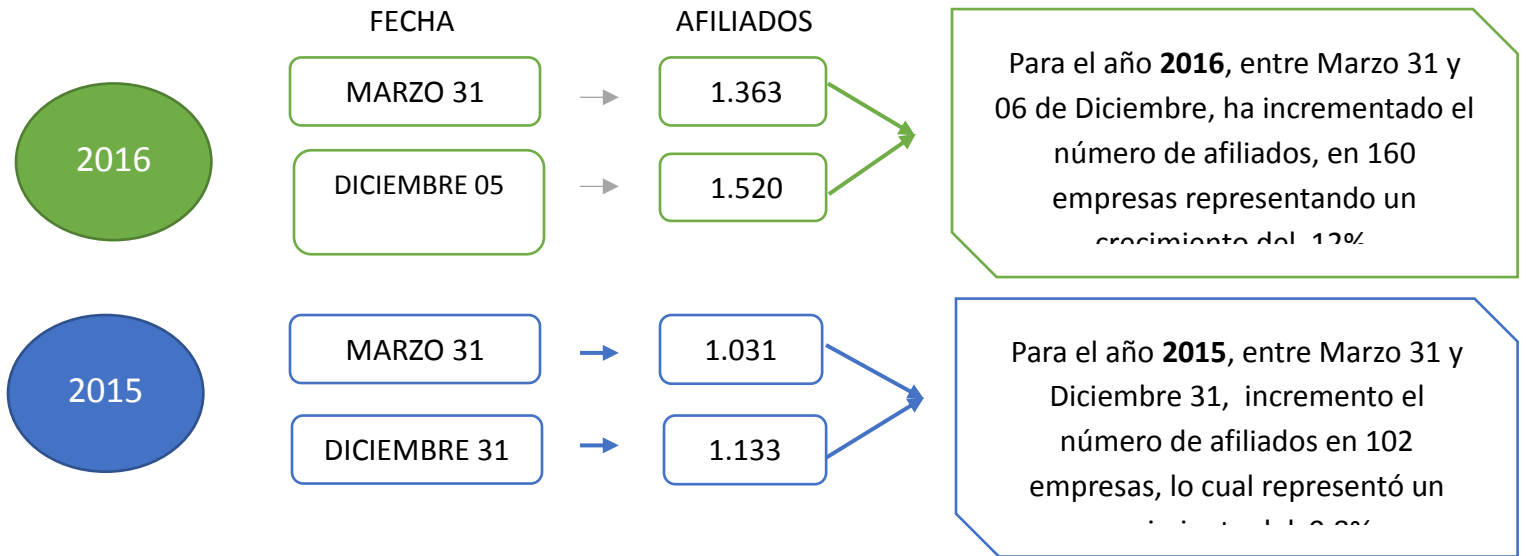 FECHA
AFILIADOS
2016
MARZO 31
1.363
DICIEMBRE 05
1.520
Para el año 2016, entre Marzo 31 y
06 de Diciembre, ha incrementado el
número de afiliados, en 160
empresas representando un
crecimiento del 12%
2015
MARZO 31
1.031
DICIEMBRE 31
1.133
Para el año 2015, entre Marzo 31 y
Diciembre 31, incremento el
número de afiliados en 102
empresas, lo cual representó un